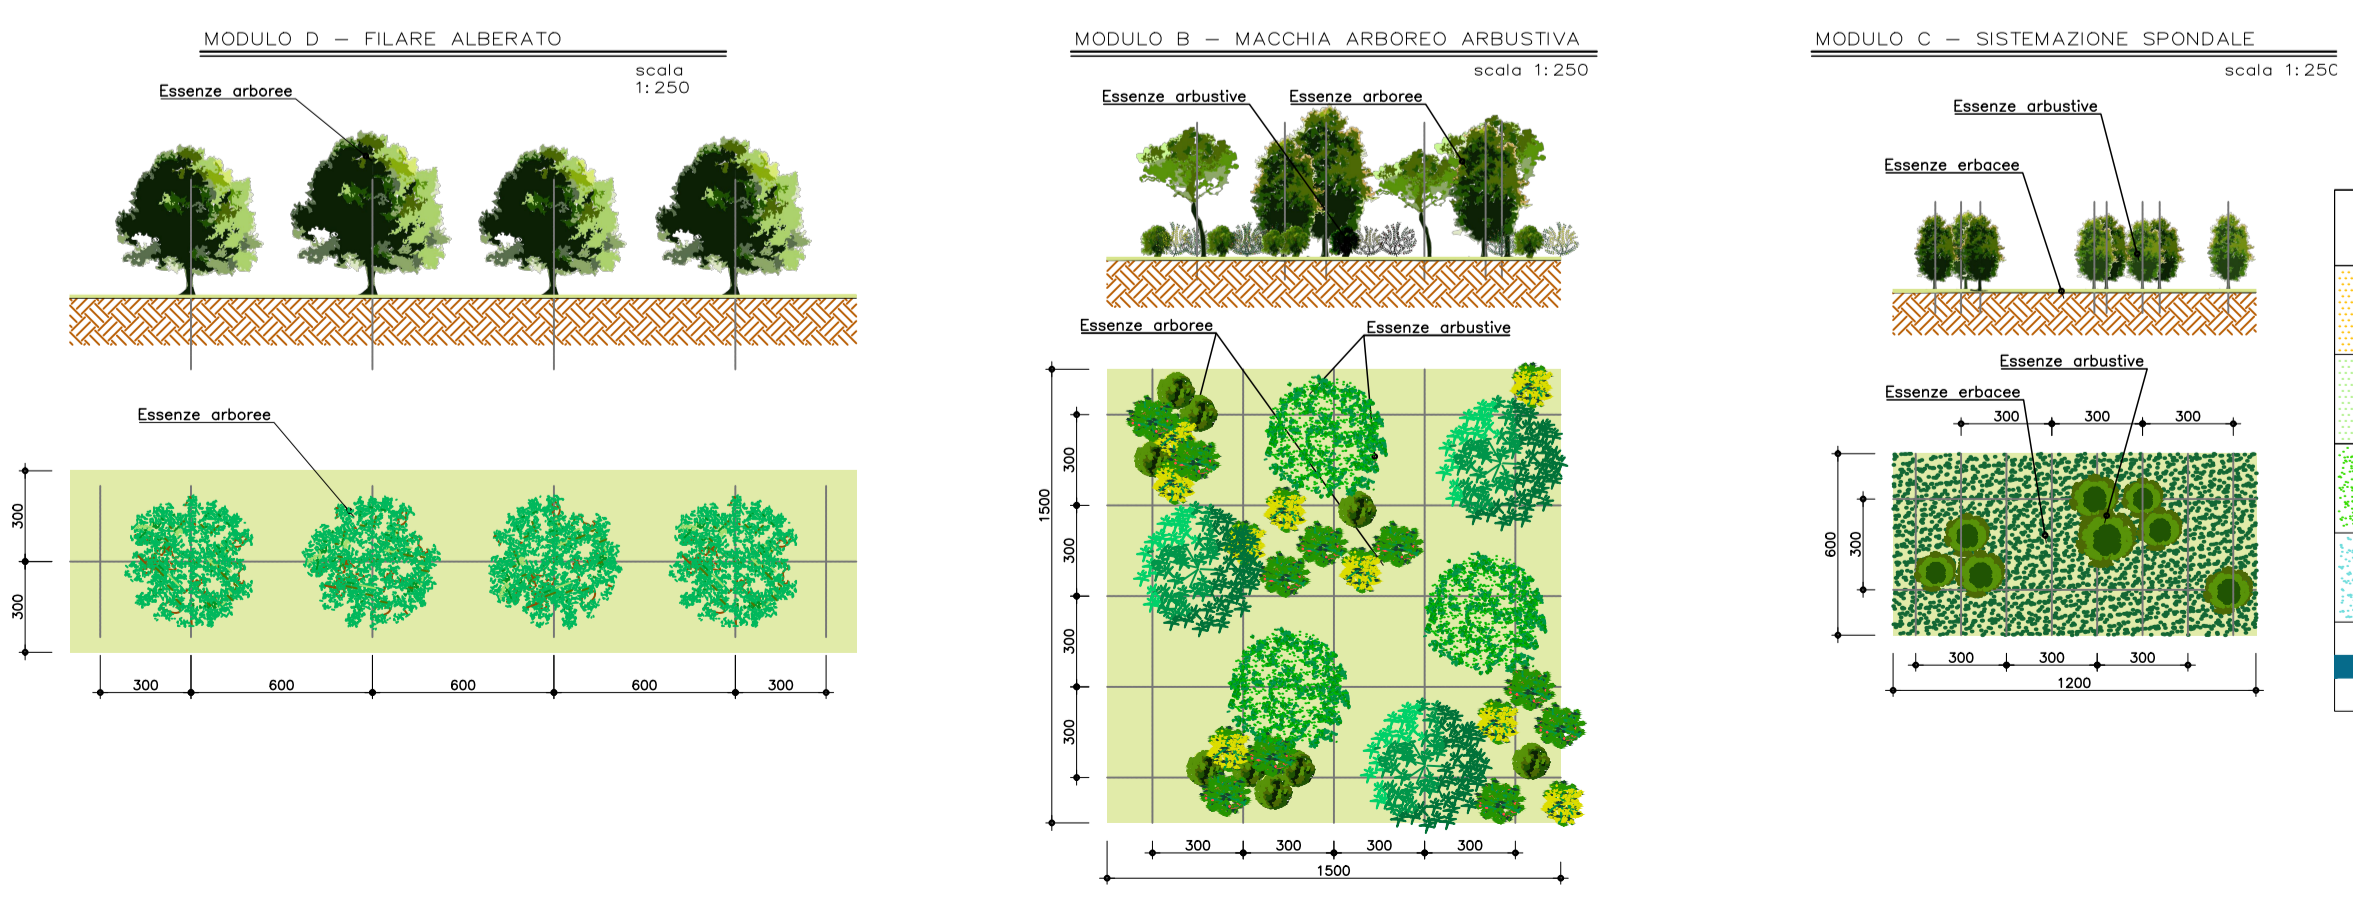 MODULO D – FILARE ALBERATO
scala
1:250
Essenze arboree
Essenze arboree
300
300
300
600
600
600
300
MODULO B – MACCHIA ARBOREO ARBUSTIVA
scala 1:250
Essenze arbustive
Essenze arboree
Essenze arboree
Essenze arbustive
1500
300
300
300
300
300
300
300
300
1500
MODULO C – SISTEMAZIONE SPONDALE
scala 1:250
Essenze arbustive
Essenze erbacee
Essenze arbustive
Essenze erbacee
300
300
300
600
300
300
300
300
1200